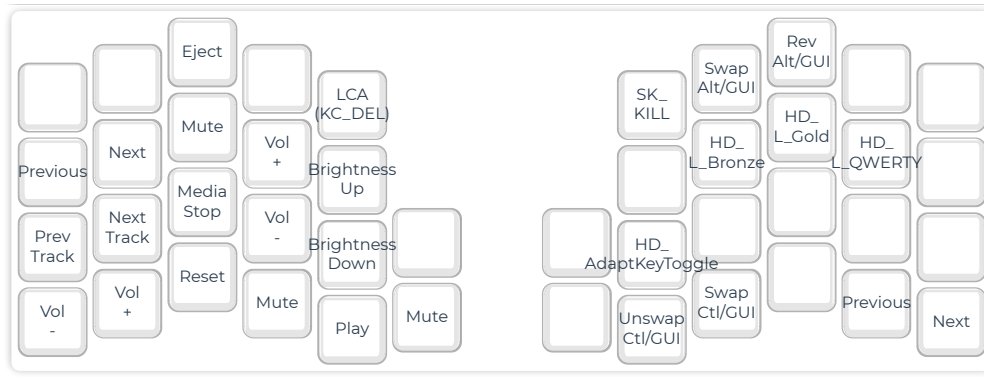 Eject
LCA
(KC_DEL)
SK_
KILL
Swap
Alt/GUI
Rev
Alt/GUI
Previous
Next
Mute
Vol
+
Brightness
Up
HD_
L_Bronze
HD_
L_Gold
HD_
L_QWERTY
Prev
Track
Next
Track
Media
Stop
Vol
-
Brightness
Down
HD_
AdaptKeyToggle
Vol
-
Vol
+
Reset
Mute
Play
Mute
Unswap
Ctl/GUI
Swap
Ctl/GUI
Previous
Next